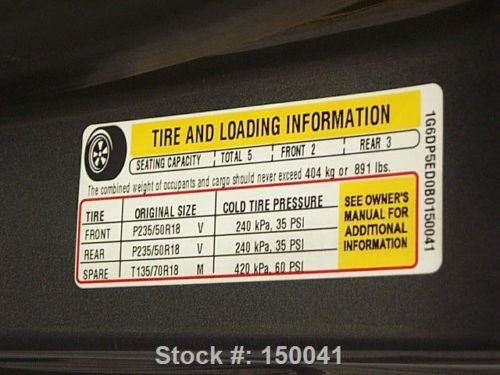 TIRE AND LOADING INFORMATION
SEATING CAPACITY TOTAL 5 FRONT 2 REAR 3
The combined weight of occupants and cargo should never exceed 404 kg or 891 lbs.
TIRE ORIGINAL SIZE COLD TIRE PRESSURE
FRONT P235/50R18 V 240 kPa, 35 PSI
REAR P235/50R18 V 240 kPa, 35 PSI
SPARE T135/70R18 M 420 kPa, 60 PSI
SEE OWNER'S
MANUAL FOR
ADDITIONAL
INFORMATION
1G6DP5ED0B0150041
Stock #: 150041